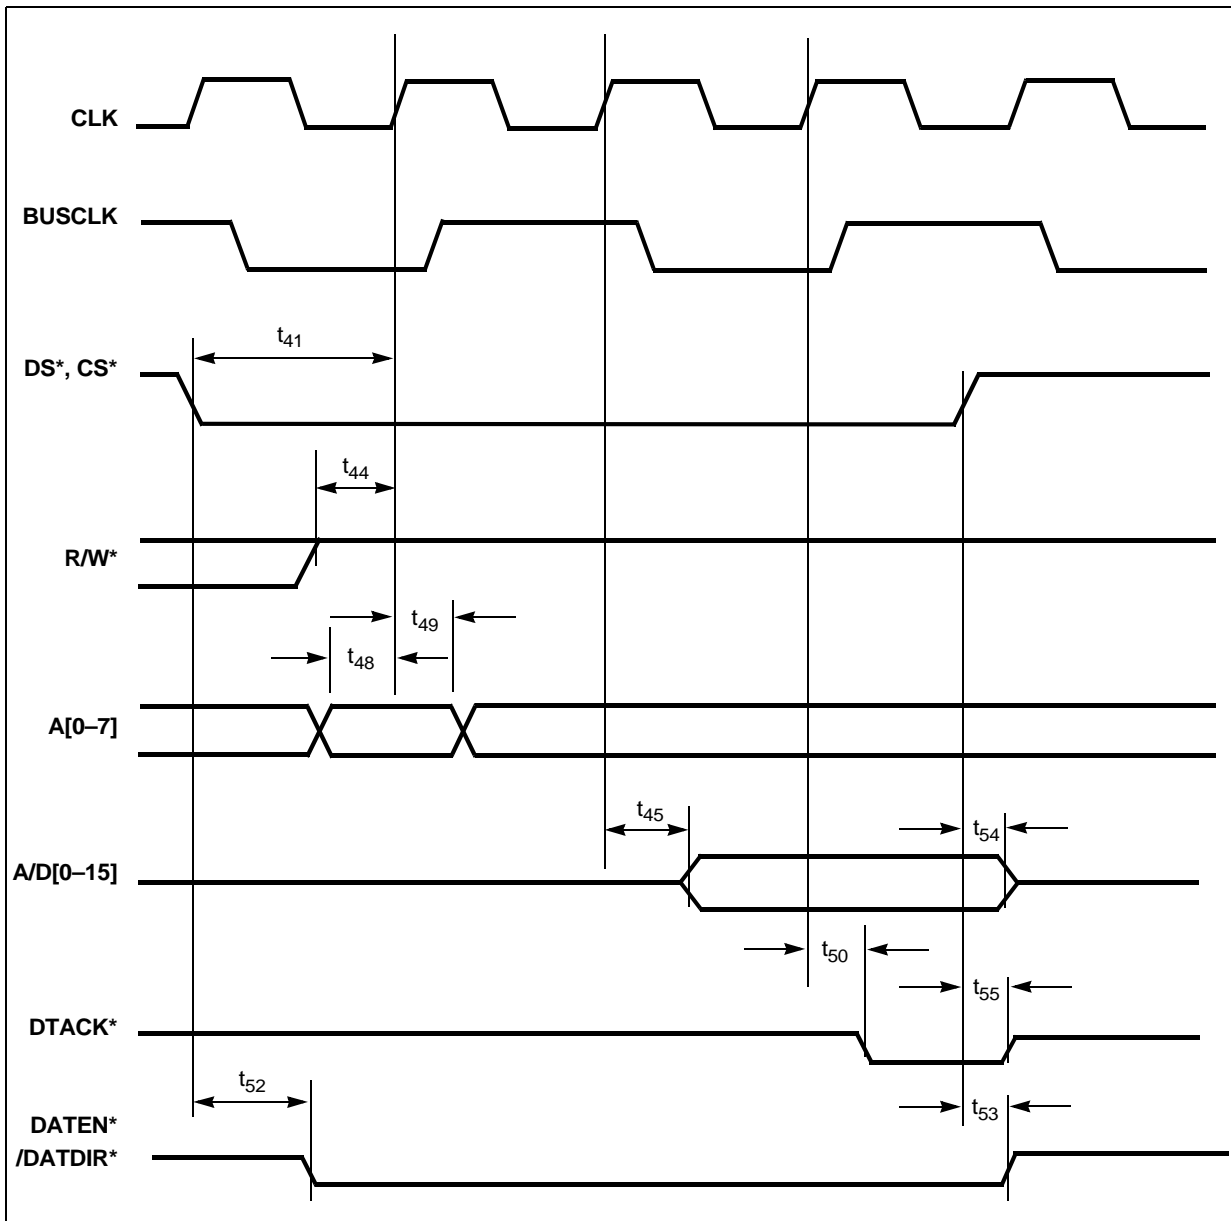 CLK
BUSCLK
t41
DS*, CS*
t44
R/W*
t49
t48
A[0–7]
t45
t54
A/D[0–15]
t50
t55
DTACK*
t52
t53
DATEN*
/DATDIR*